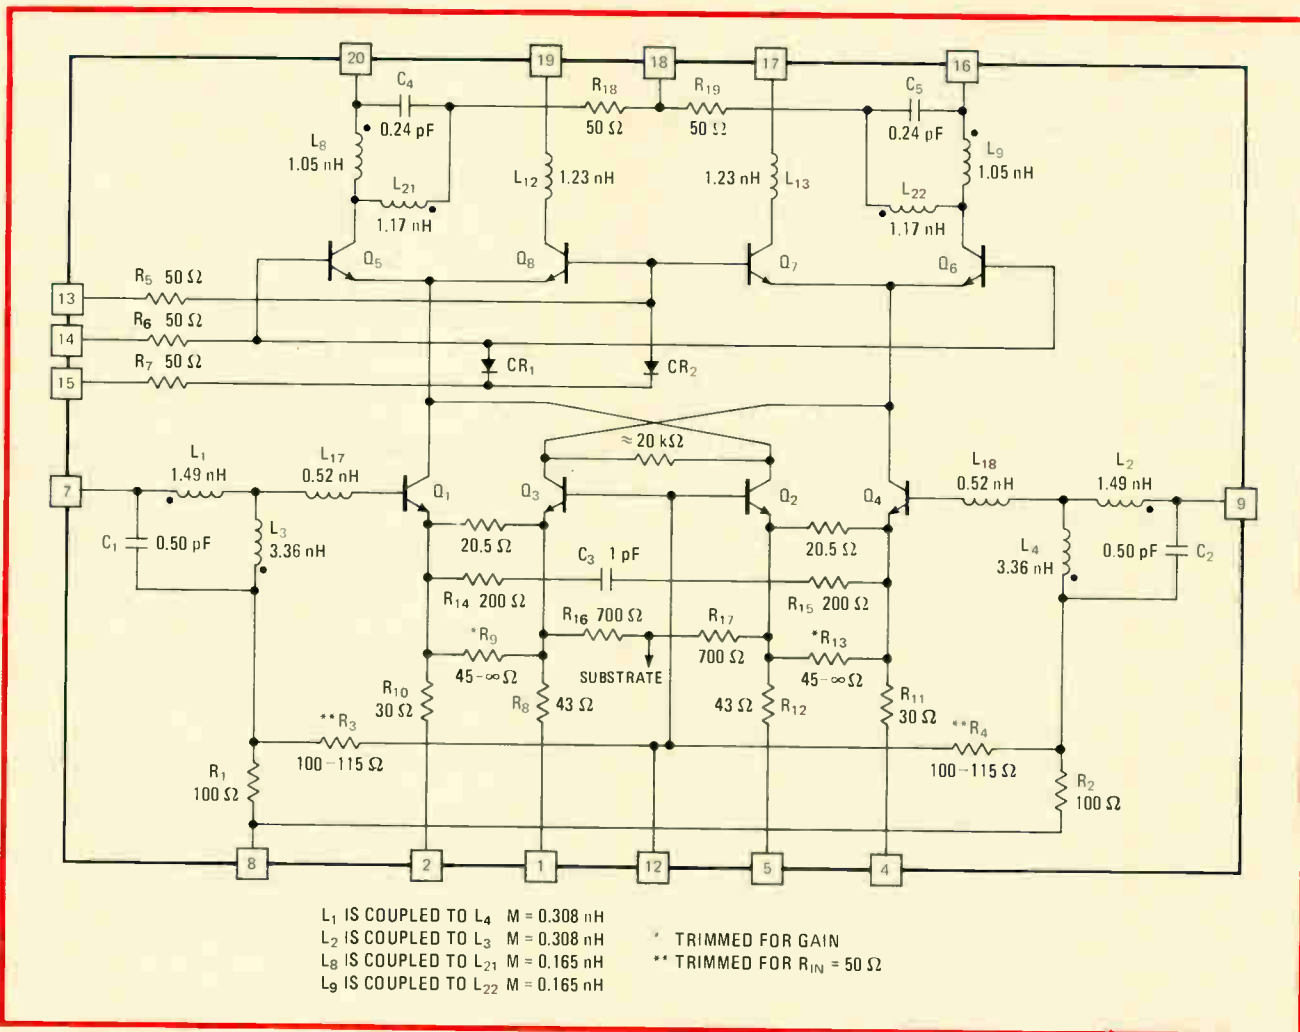 20
19
18
17
16
C4
0.24 pF
R18
50 Ω
R19
50 Ω
C5
0.24 pF
L8
1.05 nH
L21
1.17 nH
L12
1.23 nH
1.23 nH
L13
L9
1.05 nH
L22
1.17 nH
Q5
Q8
Q7
Q6
13
R5 50 Ω
14
R6 50 Ω
15
R7 50 Ω
CR1
CR2
≈ 20 kΩ
7
L1
1.49 nH
L17
0.52 nH
Q1
Q3
Q2
Q4
L18
0.52 nH
L2
1.49 nH
9
C1
0.50 pF
L3
3.36 nH
20.5 Ω
20.5 Ω
C3
1 pF
L4
3.36 nH
0.50 pF
C2
R14 200 Ω
R15 200 Ω
R16 700 Ω
R17
700 Ω
*R9
45-∞ Ω
SUBSTRATE
*R13
45-∞ Ω
R10
30 Ω
R8
43 Ω
43 Ω
R12
R11
30 Ω
**R3
100-115 Ω
**R4
100-115 Ω
R1
100 Ω
R2
100 Ω
8
2
1
12
5
4
L1 IS COUPLED TO L4 M = 0.308 nH
L2 IS COUPLED TO L3 M = 0.308 nH
L8 IS COUPLED TO L21 M = 0.165 nH
L9 IS COUPLED TO L22 M = 0.165 nH
* TRIMMED FOR GAIN
** TRIMMED FOR RIN = 50 Ω